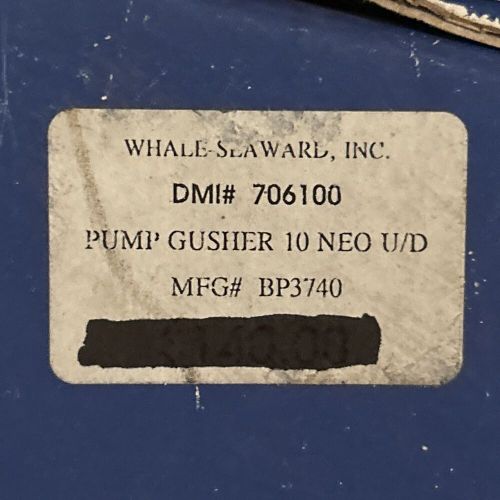 WHALE-SEAWARD, INC.
DMI# 706100
PUMP GUSHER 10 NEO U/D
MFG# BP3740